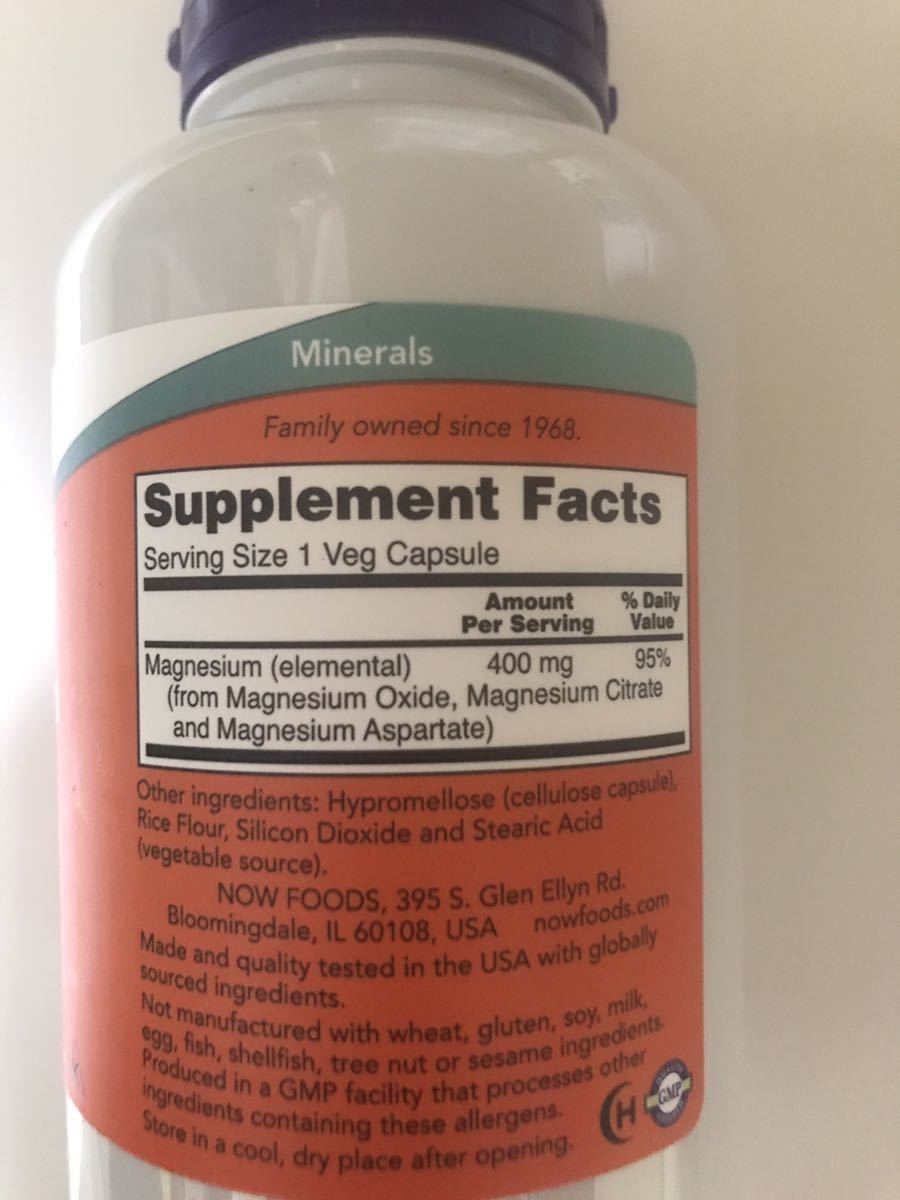 Minerals
Family owned since 1968.
Supplement Facts
Serving Size 1 Veg Capsule
Amount Per Serving % Daily Value
Magnesium (elemental) 400 mg 95%
(from Magnesium Oxide, Magnesium Citrate
and Magnesium Aspartate)
Other ingredients: Hypromellose (cellulose capsule),
Rice Flour, Silicon Dioxide and Stearic Acid
(vegetable source).
NOW FOODS, 395 S. Glen Ellyn Rd.
Bloomingdale, IL 60108, USA nowfoods.com
Made and quality tested in the USA with globally
sourced ingredients.
Not manufactured with wheat, gluten, soy, milk,
egg, fish, shellfish, tree nut or sesame ingredients.
Produced in a GMP facility that processes other
ingredients containing these allergens.
Store in a cool, dry place after opening.
H
GMP